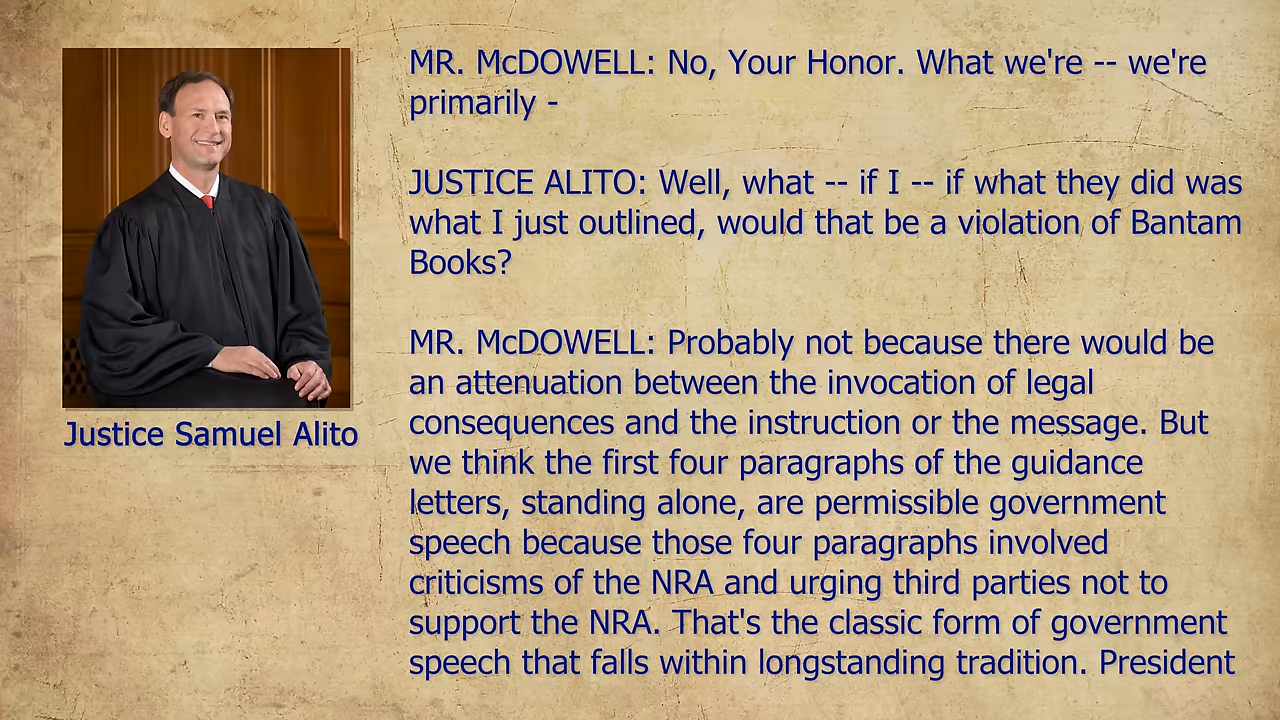 MR. McDOWELL: No, Your Honor. What we're -- we're
primarily -
JUSTICE ALITO: Well, what -- if I -- if what they did was
what I just outlined, would that be a violation of Bantam
Books?
MR. McDOWELL: Probably not because there would be
an attenuation between the invocation of legal
consequences and the instruction or the message. But
we think the first four paragraphs of the guidance
letters, standing alone, are permissible government
speech because those four paragraphs involved
criticisms of the NRA and urging third parties not to
support the NRA. That's the classic form of government
speech that falls within longstanding tradition. President
Justice Samuel Alito